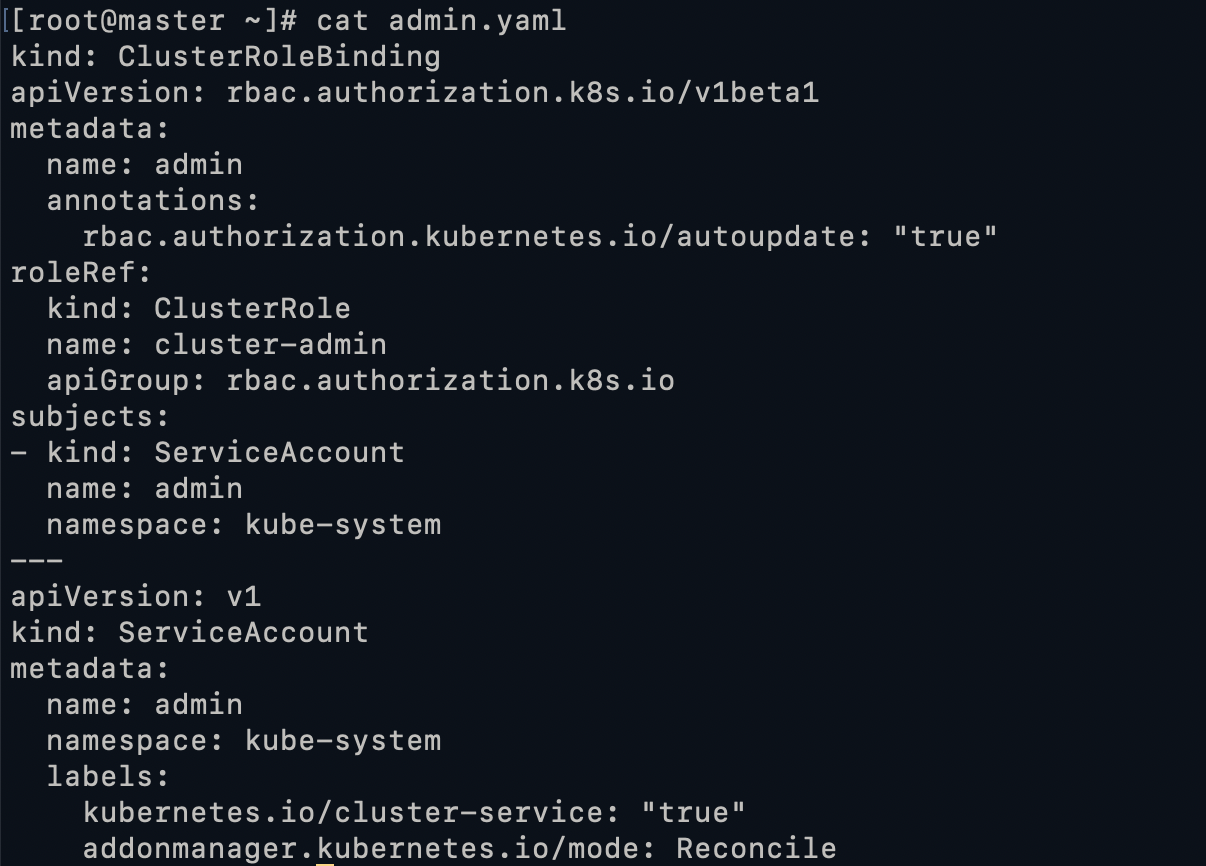 [[root@master ~]# cat admin.yaml
kind: ClusterRoleBinding
apiVersion: rbac.authorization.k8s.io/v1beta1
metadata:
  name: admin
  annotations:
    rbac.authorization.kubernetes.io/autoupdate: "true"
roleRef:
  kind: ClusterRole
  name: cluster-admin
  apiGroup: rbac.authorization.k8s.io
subjects:
- kind: ServiceAccount
  name: admin
  namespace: kube-system
---
apiVersion: v1
kind: ServiceAccount
metadata:
  name: admin
  namespace: kube-system
  labels:
    kubernetes.io/cluster-service: "true"
    addonmanager.kubernetes.io/mode: Reconcile